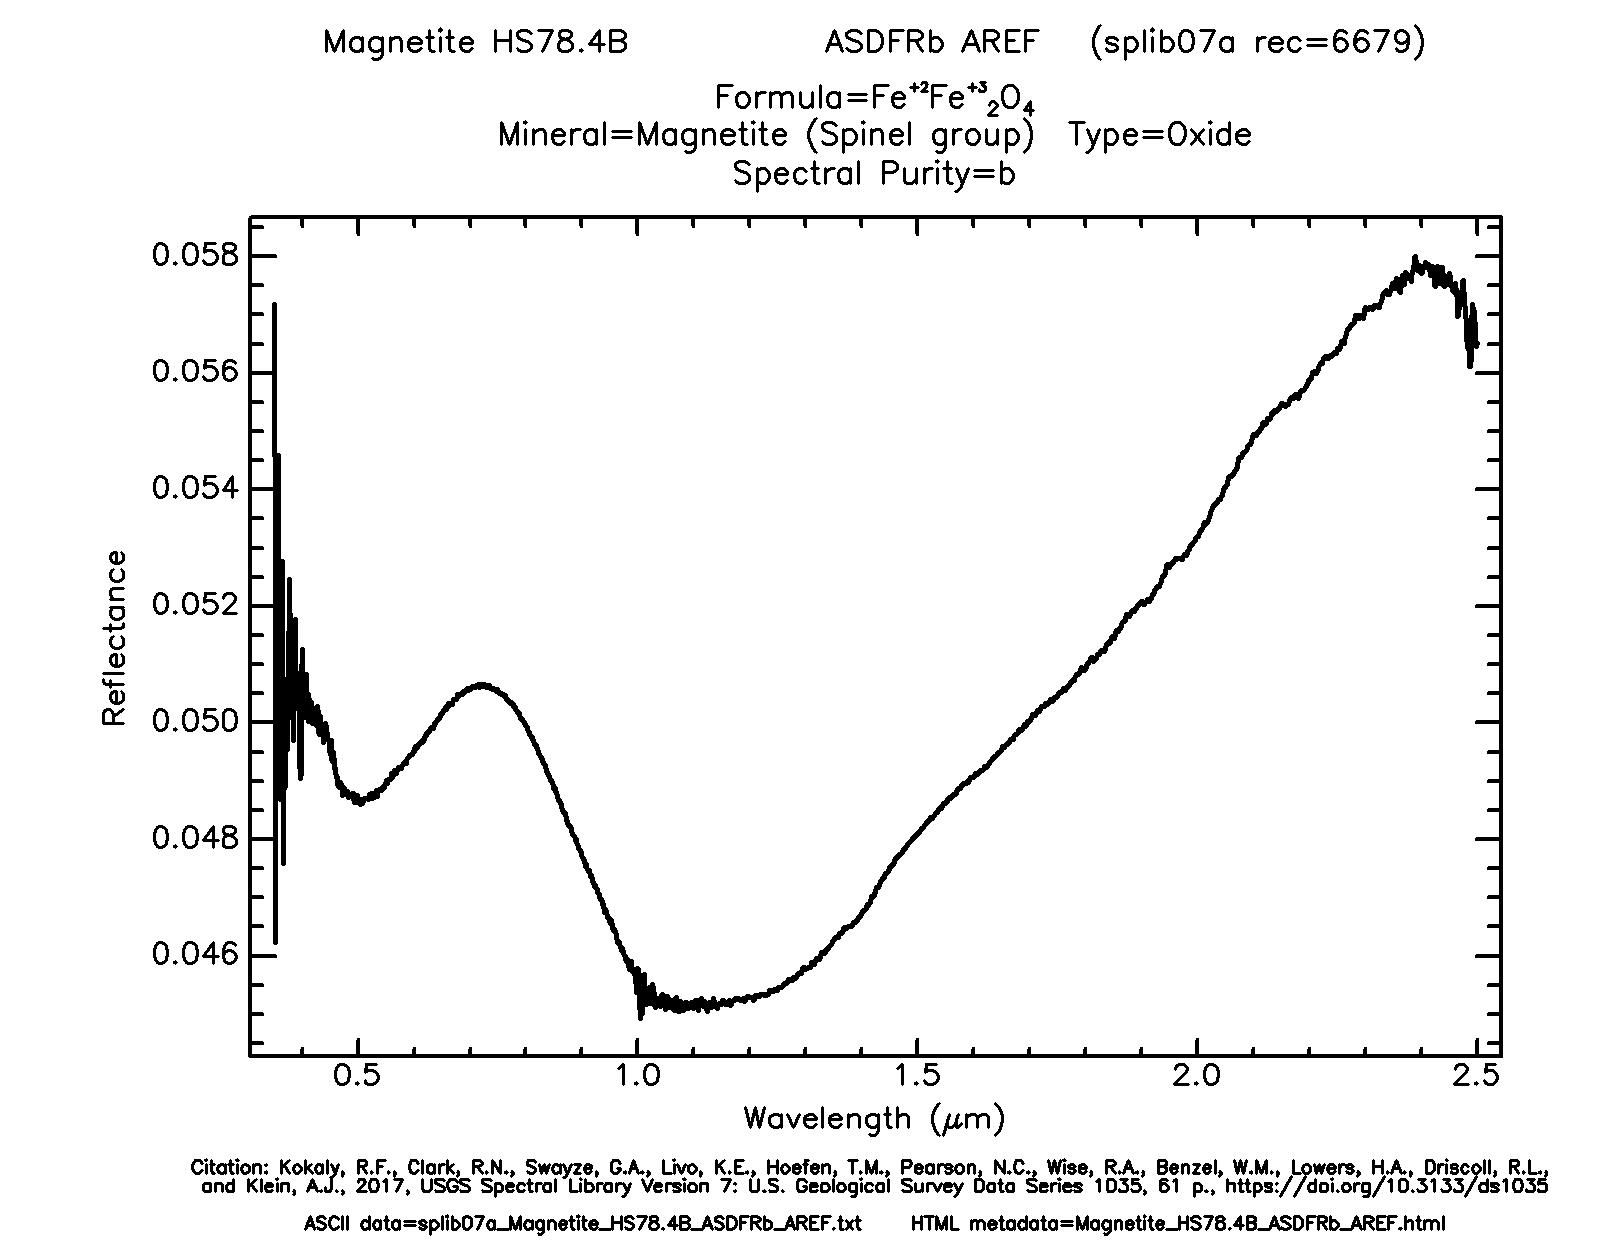 Magnetite HS78.4B ASDFRb AREF (splib07a rec=6679)
Formula=Fe⁺²Fe⁺³₂O₄
Mineral=Magnetite (Spinel group) Type=Oxide
Spectral Purity=b
0.058
0.056
0.054
0.052
0.050
0.048
0.046
Reflectance
0.5 1.0 1.5 2.0 2.5
Wavelength (μm)
Citation: Kokaly, R.F., Clark, R.N., Swayze, G.A., Livo, K.E., Hoefen, T.M., Pearson, N.C., Wise, R.A., Benzel, W.M., Lowers, H.A., Driscoll, R.L.,
and Klein, A.J., 2017, USGS Spectral Library Version 7: U.S. Geological Survey Data Series 1035, 61 p., https://doi.org/10.3133/ds1035
ASCII data=splib07a_Magnetite_HS78.4B_ASDFRb_AREF.txt HTML metadata=Magnetite_HS78.4B_ASDFRb_AREF.html